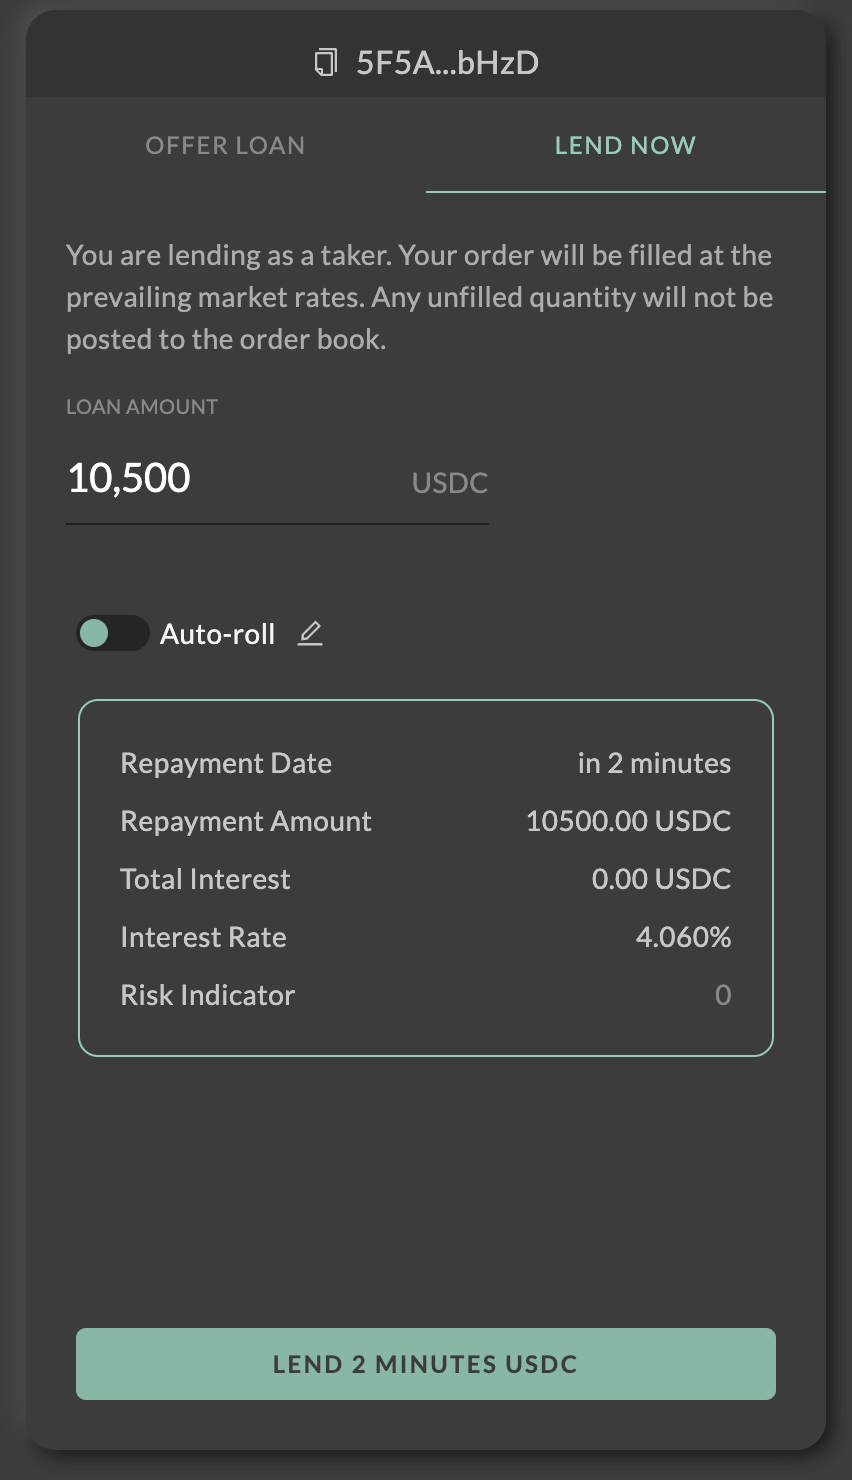 5F5A...bHzD
OFFER LOAN
LEND NOW
You are lending as a taker. Your order will be filled at the
prevailing market rates. Any unfilled quantity will not be
posted to the order book.
LOAN AMOUNT
10,500 USDC
Auto-roll
Repayment Date in 2 minutes
Repayment Amount 10500.00 USDC
Total Interest 0.00 USDC
Interest Rate 4.060%
Risk Indicator 0
LEND 2 MINUTES USDC